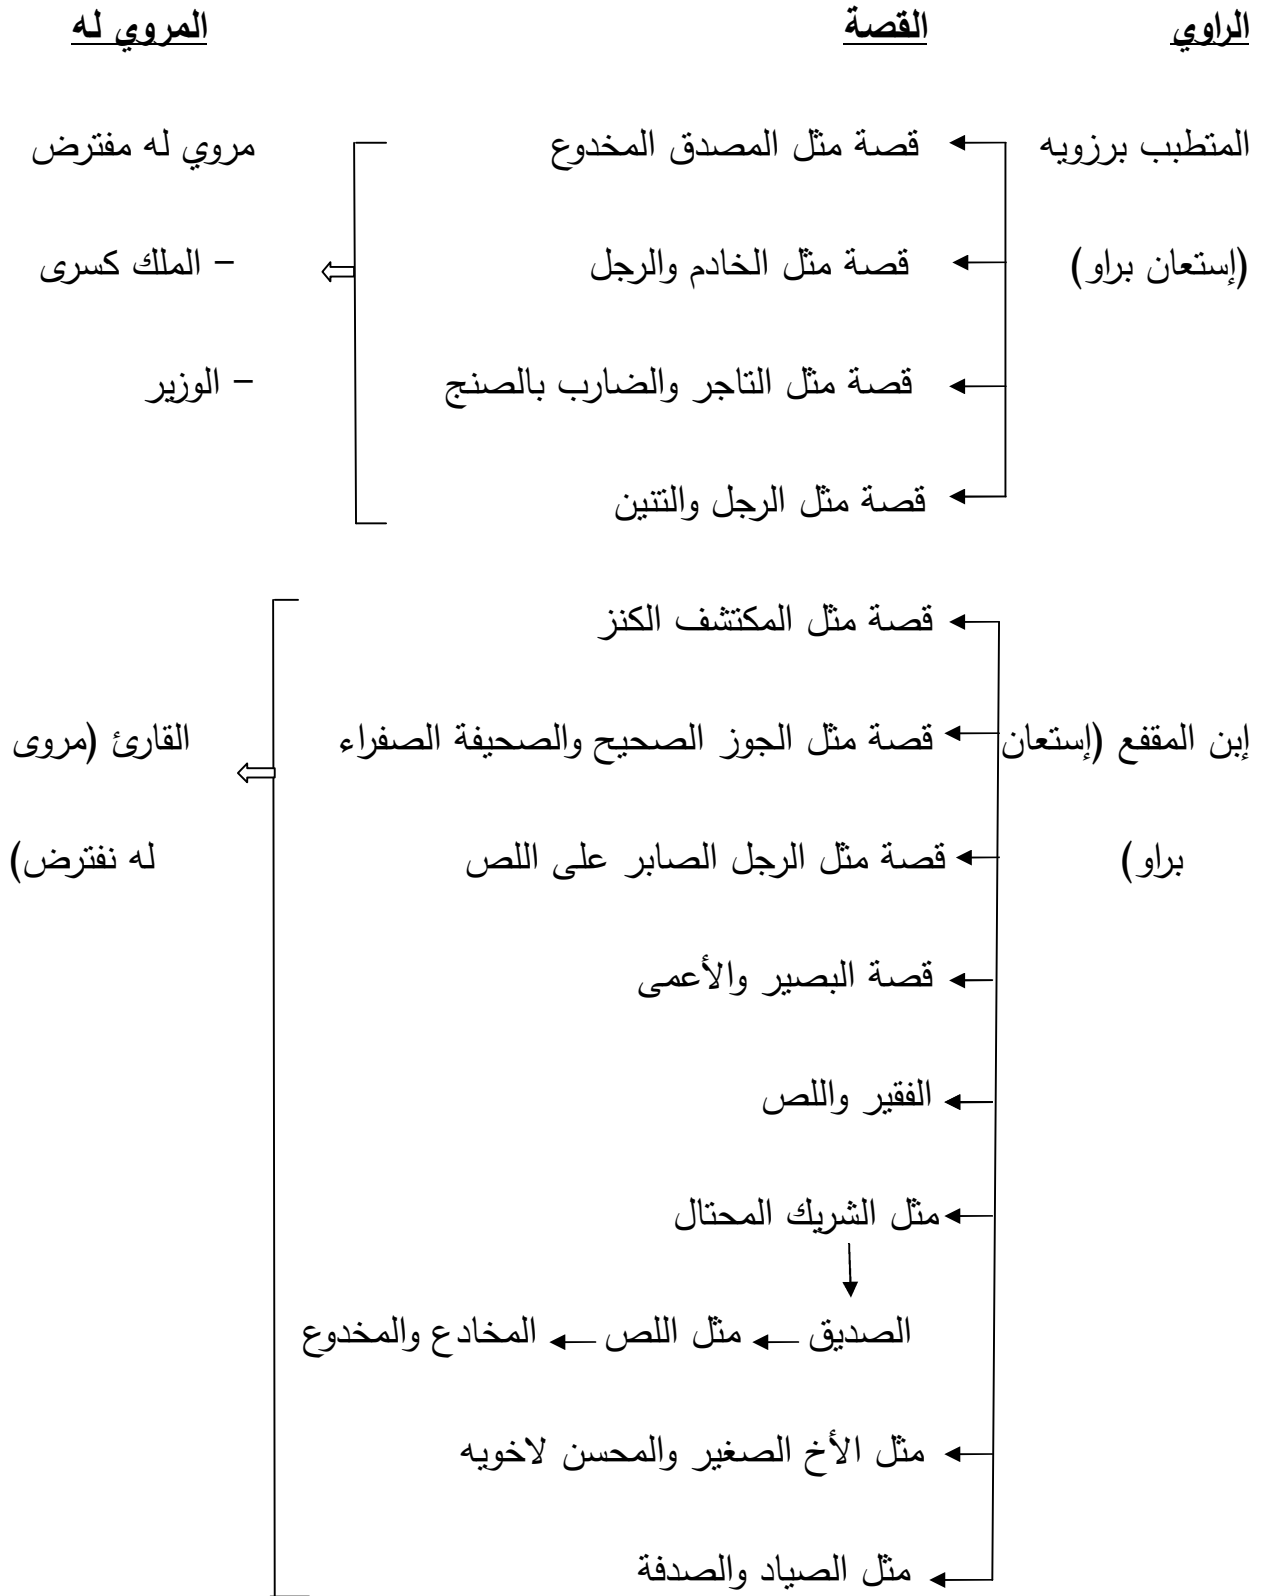 الراوي القصة المروي له
المتطبب برزويه قصة مثل المصدق المخدوع مروي له مفترض
(إستعان براو) قصة مثل الخادم والرجل – الملك كسرى
قصة مثل التاجر والضارب بالصنج – الوزير
قصة مثل الرجل والتنين
قصة مثل المكتشف الكنز
إبن المقفع (إستعان قصة مثل الجوز الصحيح والصحيفة الصفراء القارئ (مروى
براو) قصة مثل الرجل الصابر على اللص له نفترض)
قصة البصير والأعمى
الفقير واللص
مثل الشريك المحتال
الصديق مثل اللص المخادع والمخدوع
مثل الأخ الصغير والمحسن لاخويه
مثل الصياد والصدفة